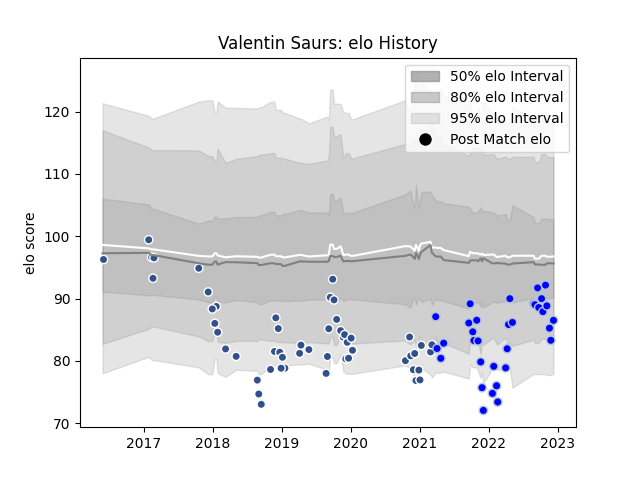 Valentin Saurs: elo History
50% elo Interval
80% elo Interval
95% elo Interval
Post Match elo
elo score
120
110
100
90
80
70
2017 2018 2019 2020 2021 2022 2023